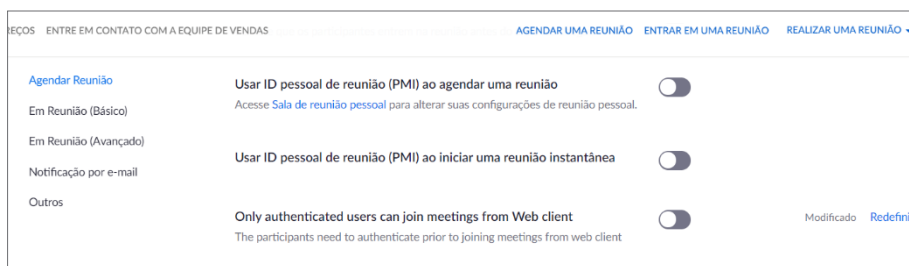 REÇOS ENTRE EM CONTATO COM A EQUIPE DE VENDAS AGENDAR UMA REUNIÃO ENTRAR EM UMA REUNIÃO REALIZAR UMA REUNIÃO
Agendar Reunião
Em Reunião (Básico)
Em Reunião (Avançado)
Notificação por e-mail
Outros
Usar ID pessoal de reunião (PMI) ao agendar uma reunião
Acesse Sala de reunião pessoal para alterar suas configurações de reunião pessoal.
Usar ID pessoal de reunião (PMI) ao iniciar uma reunião instantânea
Only authenticated users can join meetings from Web client
The participants need to authenticate prior to joining meetings from web client
Modificado Redefini